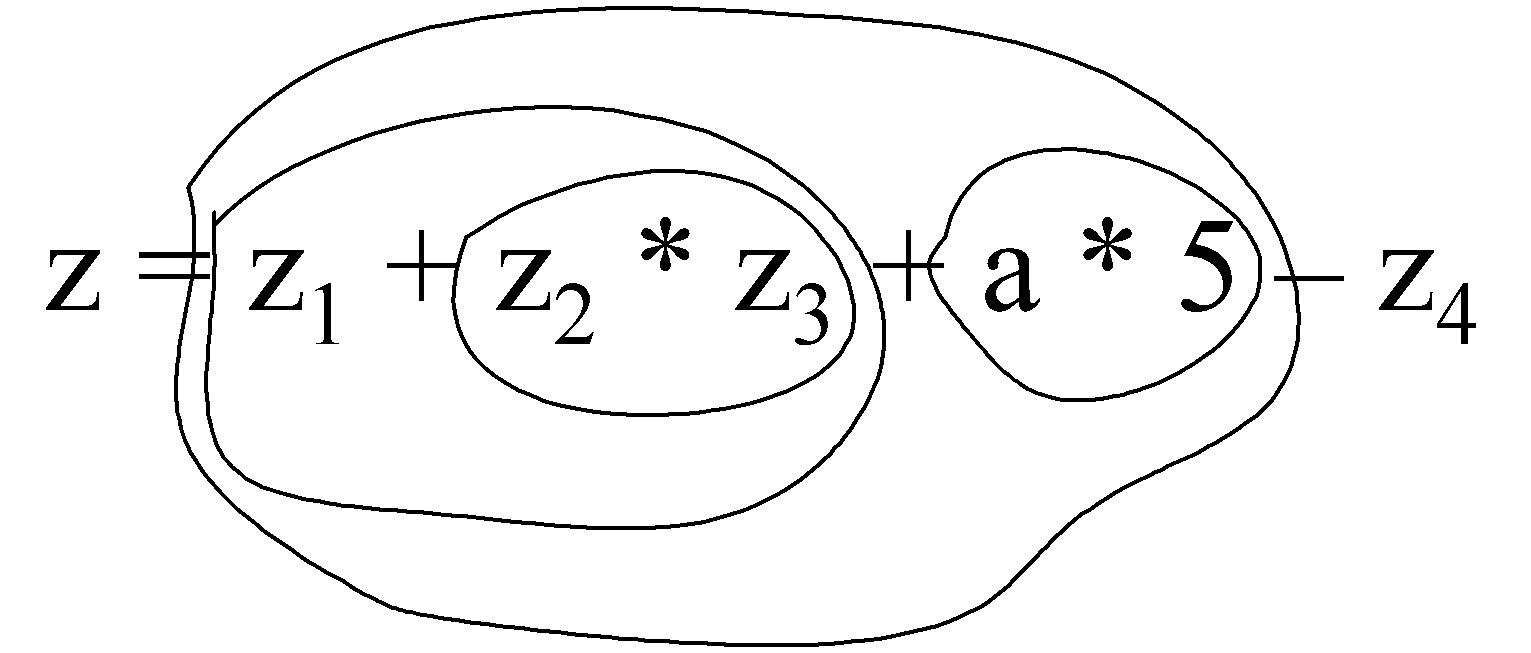 z = z₁ + z₂ * z₃ + a * 5 – z₄